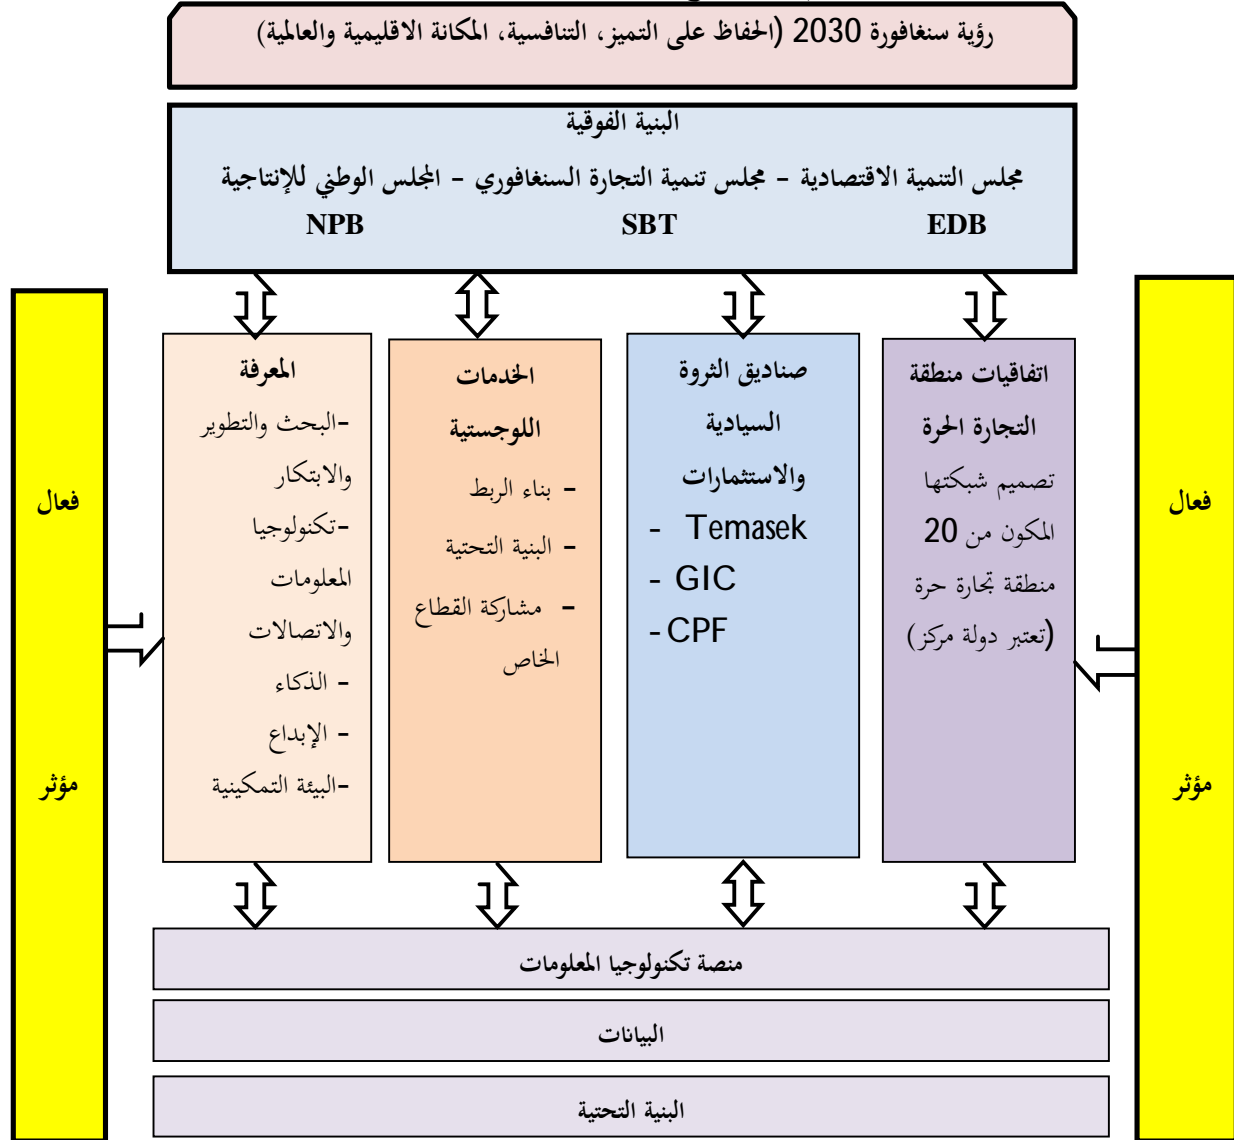 رؤية سنغافورة 2030 (الحفاظ على التميز، التنافسية، المكانة الاقليمية والعالمية)
البنية الفوقية
مجلس التنمية الاقتصادية - مجلس تنمية التجارة السنغافوري - المجلس الوطني للإنتاجية
EDB SBT NPB
فعال
مؤثر
اتفاقيات منطقة
التجارة الحرة
تصميم شبكتها
المكون من 20
منطقة تجارة حرة
(تعتبر دولة مركز)
صناديق الثروة
السيادية
والاستثمارات
- Temasek
- GIC
- CPF
الخدمات
اللوجستية
- بناء الربط
- البنية التحتية
- مشاركة القطاع
الخاص
المعرفة
-البحث والتطوير
والابتكار
-تكنولوجيا
المعلومات
والاتصالات
- الذكاء
- الإبداع
-البيئة التمكينية
فعال
مؤثر
منصة تكنولوجيا المعلومات
البيانات
البنية التحتية